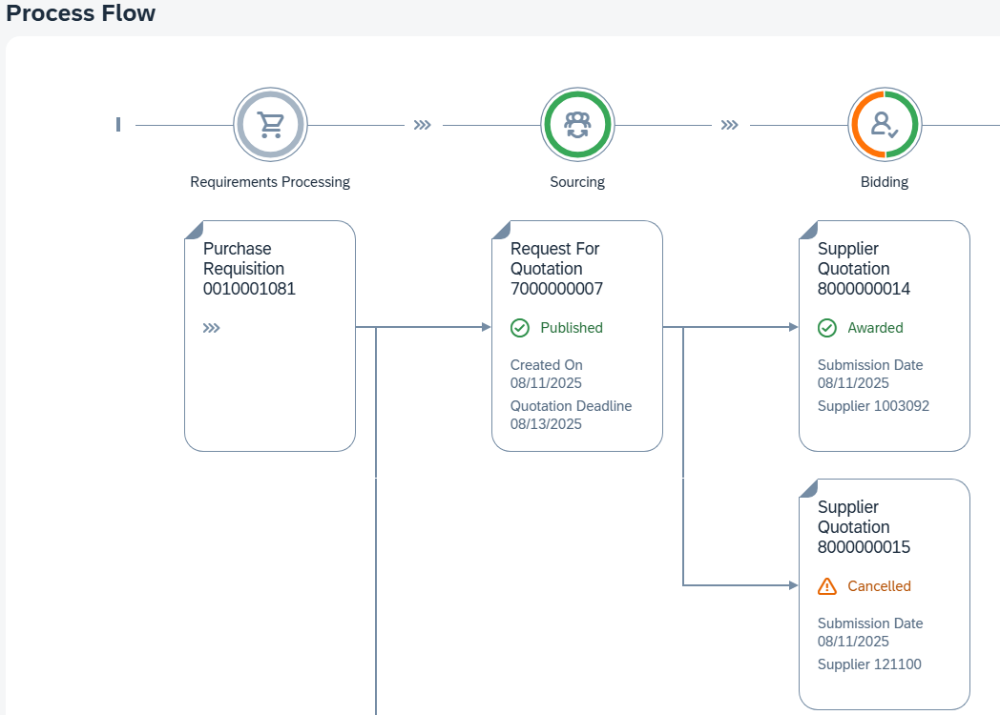 Process Flow
Requirements Processing
Sourcing
Bidding
Purchase
Requisition
0010001081
Request For
Quotation
7000000007
Published
Created On
08/11/2025
Quotation Deadline
08/13/2025
Supplier
Quotation
8000000014
Awarded
Submission Date
08/11/2025
Supplier 1003092
Supplier
Quotation
8000000015
Cancelled
Submission Date
08/11/2025
Supplier 121100